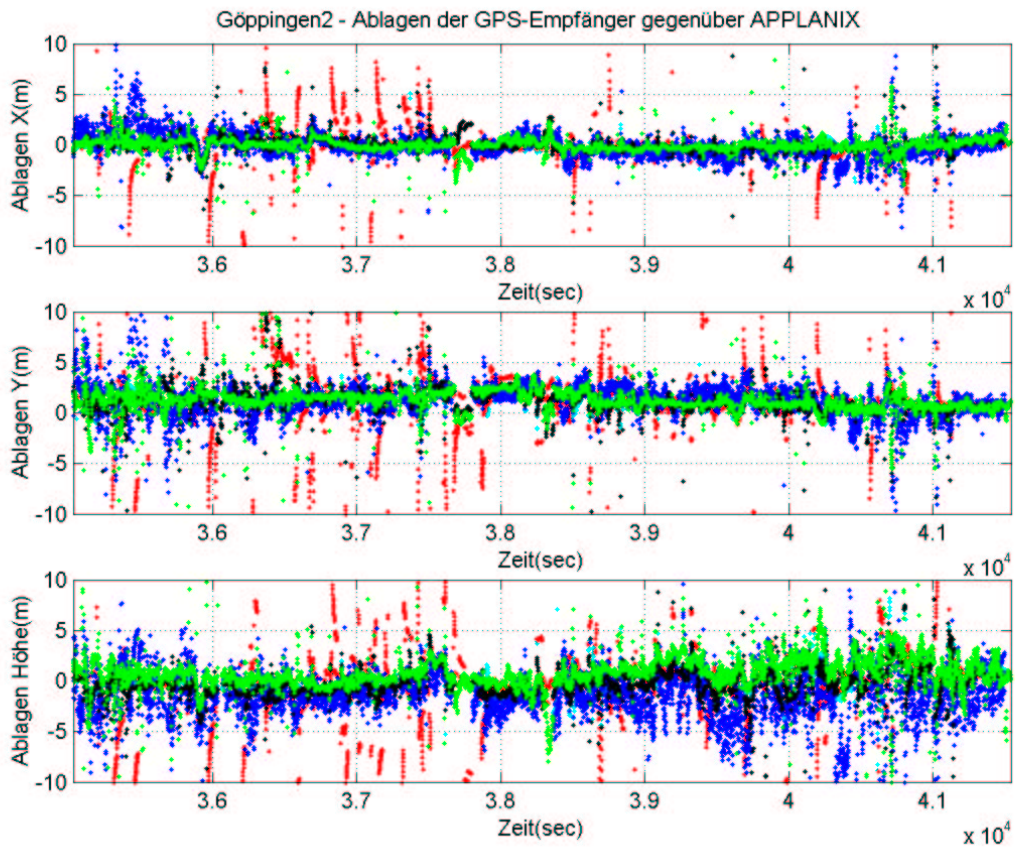 Göppingen2 - Ablagen der GPS-Empfänger gegenüber APPLANIX
10
5
0
-5
-10
Ablagen X(m)
3.6 3.7 3.8 3.9 4 4.1
Zeit(sec)
x 10^4
10
5
0
-5
-10
Ablagen Y(m)
3.6 3.7 3.8 3.9 4 4.1
Zeit(sec)
x 10^4
10
5
0
-5
-10
Ablagen Höhe(m)
3.6 3.7 3.8 3.9 4 4.1
Zeit(sec)
x 10^4